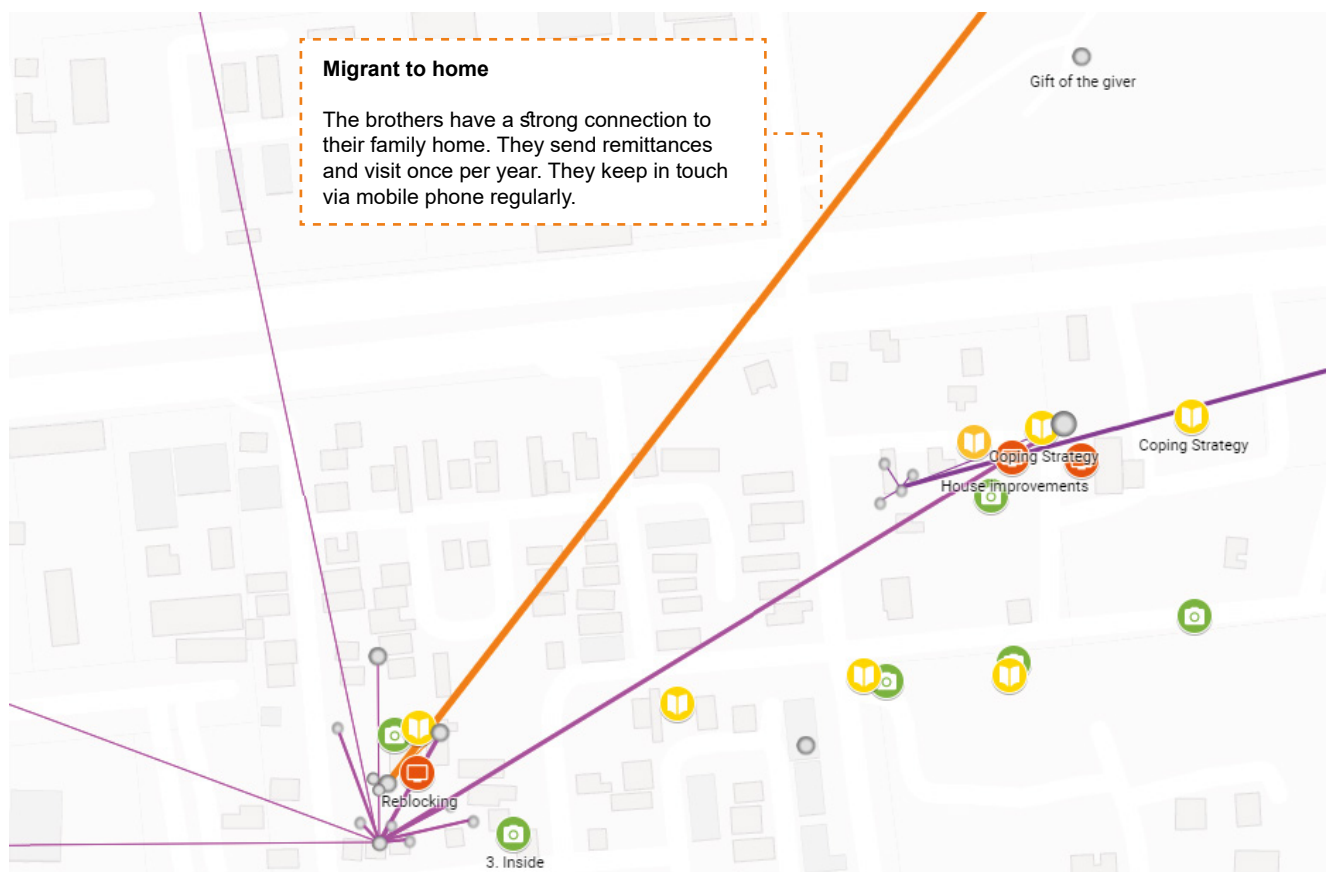 Migrant to home
The brothers have a strong connection to
their family home. They send remittances
and visit once per year. They keep in touch
via mobile phone regularly.
Gift of the giver
Coping Strategy
Coping Strategy
House improvements
Reblocking
3. Inside